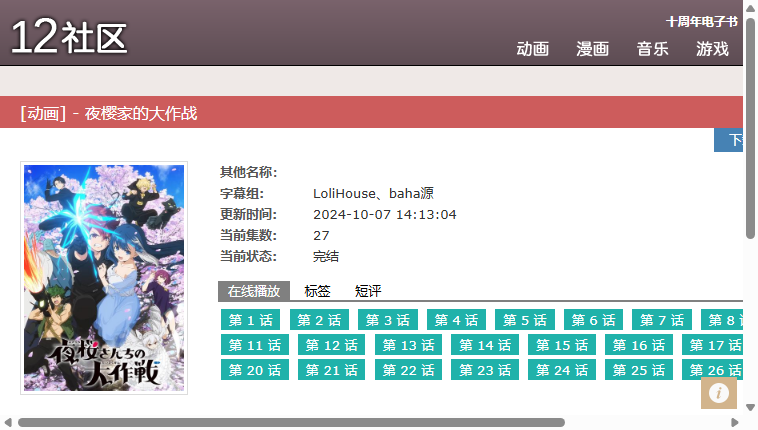 12社区
十周年电子书
动画 漫画 音乐 游戏
[动画] - 夜樱家的大作战
其他名称:
字幕组: LoliHouse、baha源
更新时间: 2024-10-07 14:13:04
当前集数: 27
当前状态: 完结
在线播放 标签 短评
第 1 话 第 2 话 第 3 话 第 4 话 第 5 话 第 6 话 第 7 话 第 8
第 11 话 第 12 话 第 13 话 第 14 话 第 15 话 第 16 话 第 17 话
第 20 话 第 21 话 第 22 话 第 23 话 第 24 话 第 25 话 第 26 话
夜桜さんちの
大作戦